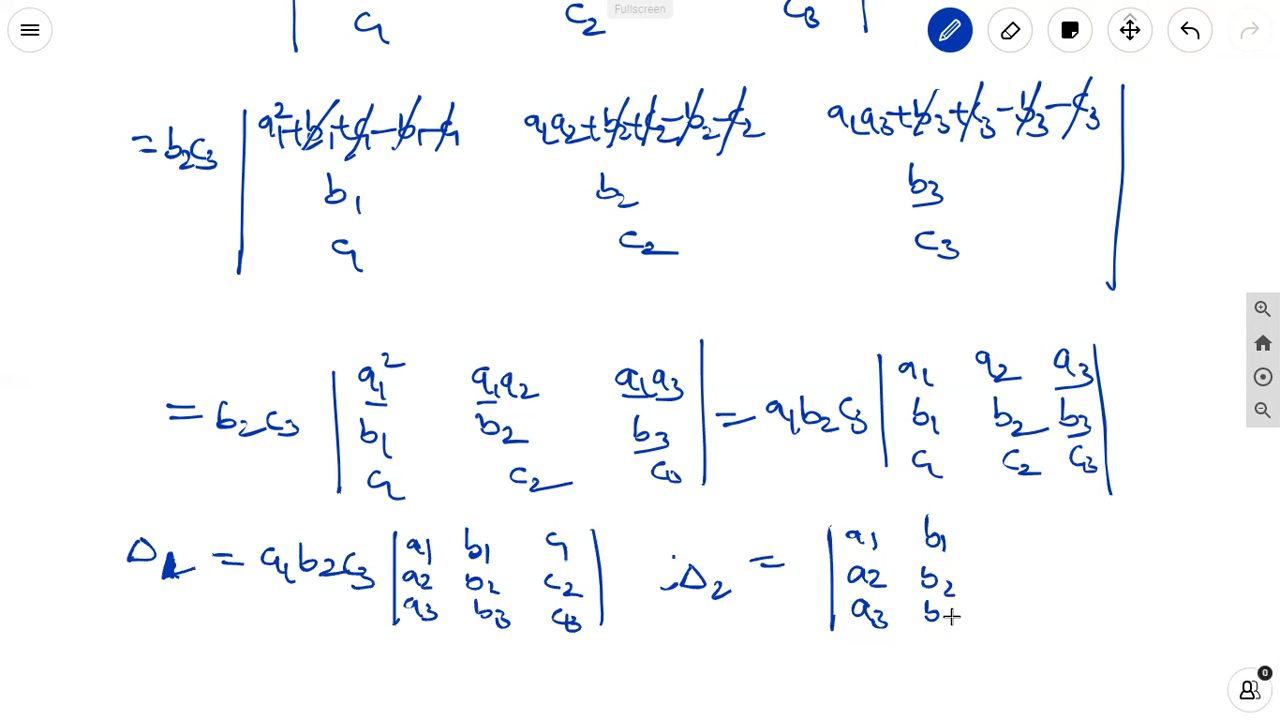 Fullscreen
| c₁ c₂ c₃ |
0
= b₂c₃ | a₁²+b₁+c₁-b₁-c₁ a₁a₂+b₂+c₂-b₂-c₂ a₁a₃+b₃+c₃-b₃-c₃ |
b₁ b₂ b₃
c₁ c₂ c₃
= b₂c₃ | a₁² a₁a₂ a₁a₃ | = a₁b₂c₃ | a₁ a₂ a₃ |
b₁ b₂ b₃ b₁ b₂ b₃
c₁ c₂ c₃ c₁ c₂ c₃
Δ₁ = a₁b₂c₃ | a₁ b₁ c₁ | ; Δ₂ = | a₁ b₁
a₂ b₂ c₂ a₂ b₂
a₃ b₃ c₃ a₃ b